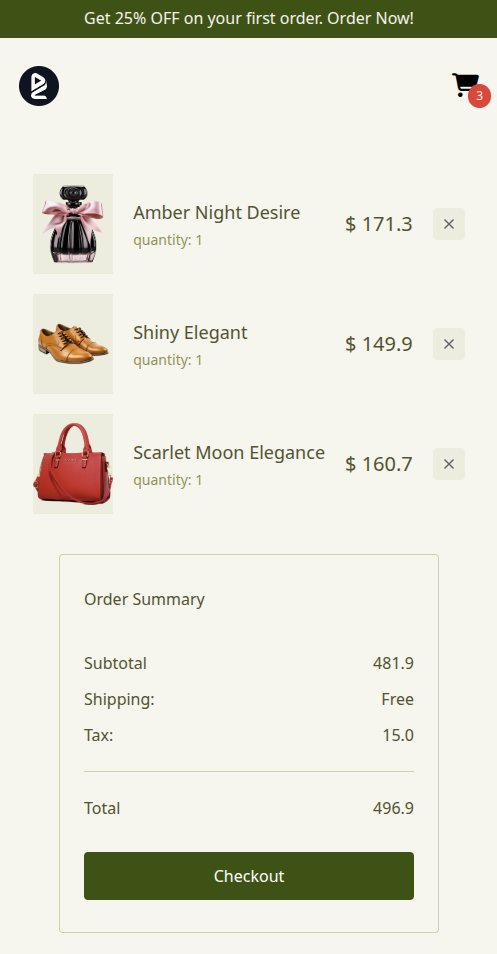 Get 25% OFF on your first order. Order Now!
3
Amber Night Desire
quantity: 1
$ 171.3
Shiny Elegant
quantity: 1
$ 149.9
Scarlet Moon Elegance
quantity: 1
$ 160.7
Order Summary
Subtotal 481.9
Shipping: Free
Tax: 15.0
Total 496.9
Checkout